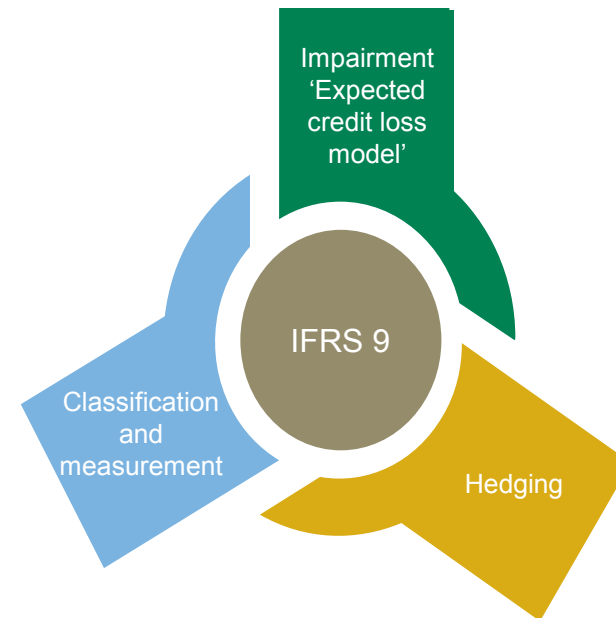 Impairment
‘Expected
credit loss
model’
IFRS 9
Classification
and
measurement
Hedging